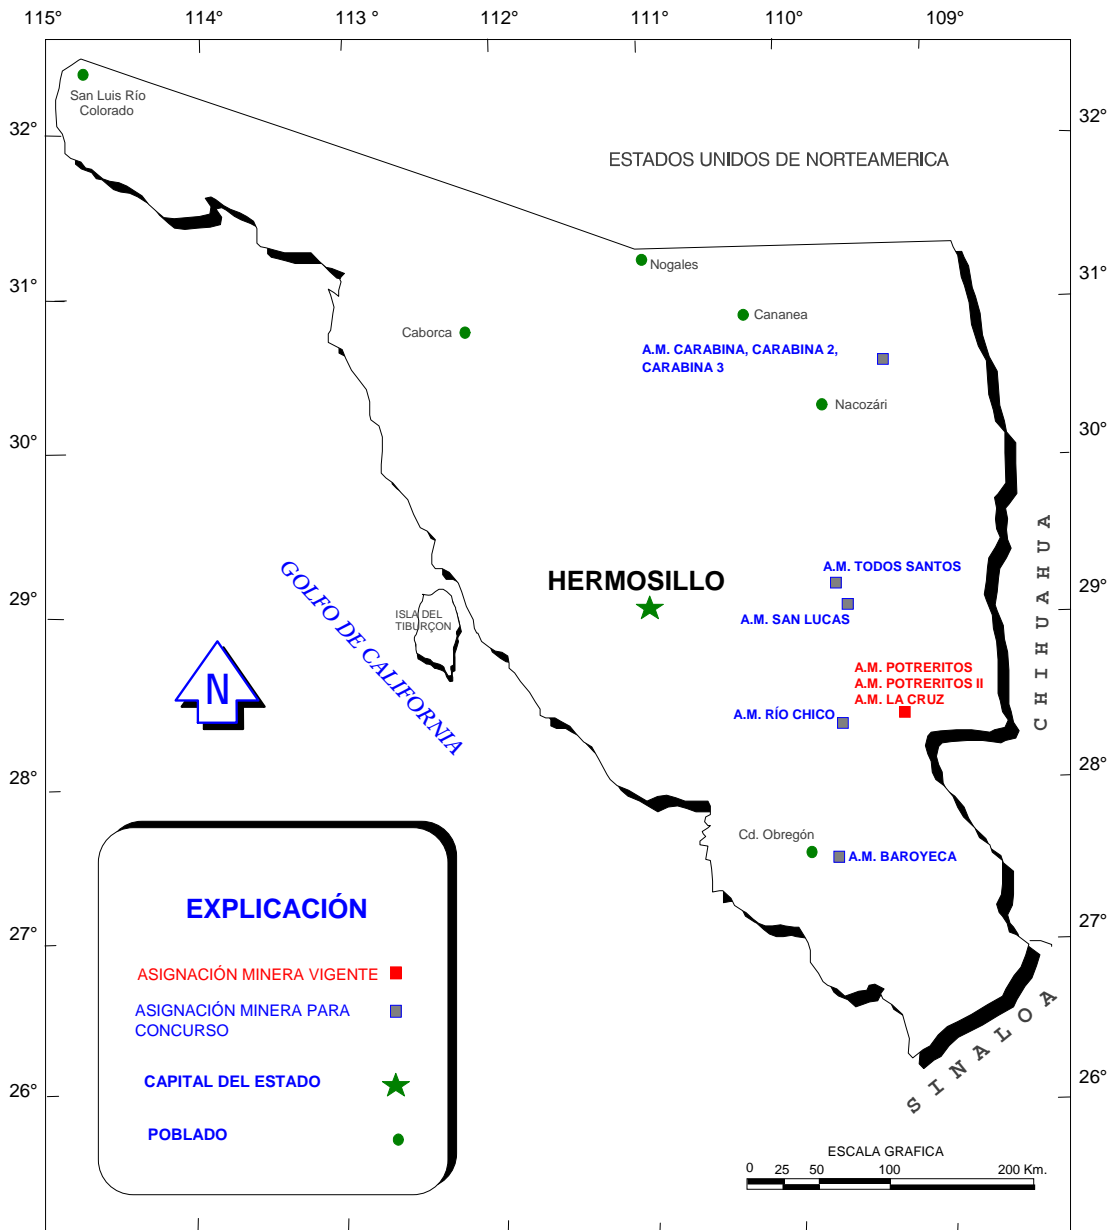 115° 114° 113° 112° 111° 110° 109°
San Luis Río
Colorado
32° 32°
ESTADOS UNIDOS DE NORTEAMERICA
Nogales
31° 31°
Cananea
Caborca
A.M. CARABINA, CARABINA 2,
CARABINA 3
Nacozári
30° 30°
CHIHUAHUA
A.M. TODOS SANTOS
HERMOSILLO
29° 29°
ISLA DEL
TIBURÇON
A.M. SAN LUCAS
GOLFO DE CALIFORNIA
N
A.M. POTRERITOS
A.M. POTRERITOS II
A.M. LA CRUZ
A.M. RÍO CHICO
28° 28°
Cd. Obregón
A.M. BAROYECA
EXPLICACIÓN
27° 27°
ASIGNACIÓN MINERA VIGENTE
ASIGNACIÓN MINERA PARA
CONCURSO
SINALOA
CAPITAL DEL ESTADO
26° 26°
POBLADO
ESCALA GRAFICA
0 25 50 100 200 Km.